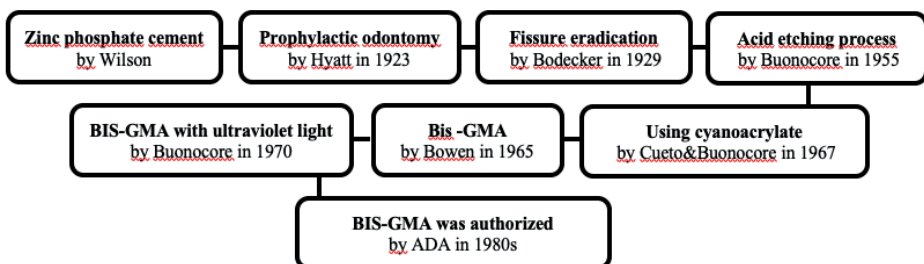 Zinc phosphate cement
by Wilson
Prophylactic odontomy
by Hyatt in 1923
Fissure eradication
by Bodecker in 1929
Acid etching process
by Buonocore in 1955
BIS-GMA with ultraviolet light
by Buonocore in 1970
Bis -GMA
by Bowen in 1965
Using cyanoacrylate
by Cueto&Buonocore in 1967
BIS-GMA was authorized
by ADA in 1980s